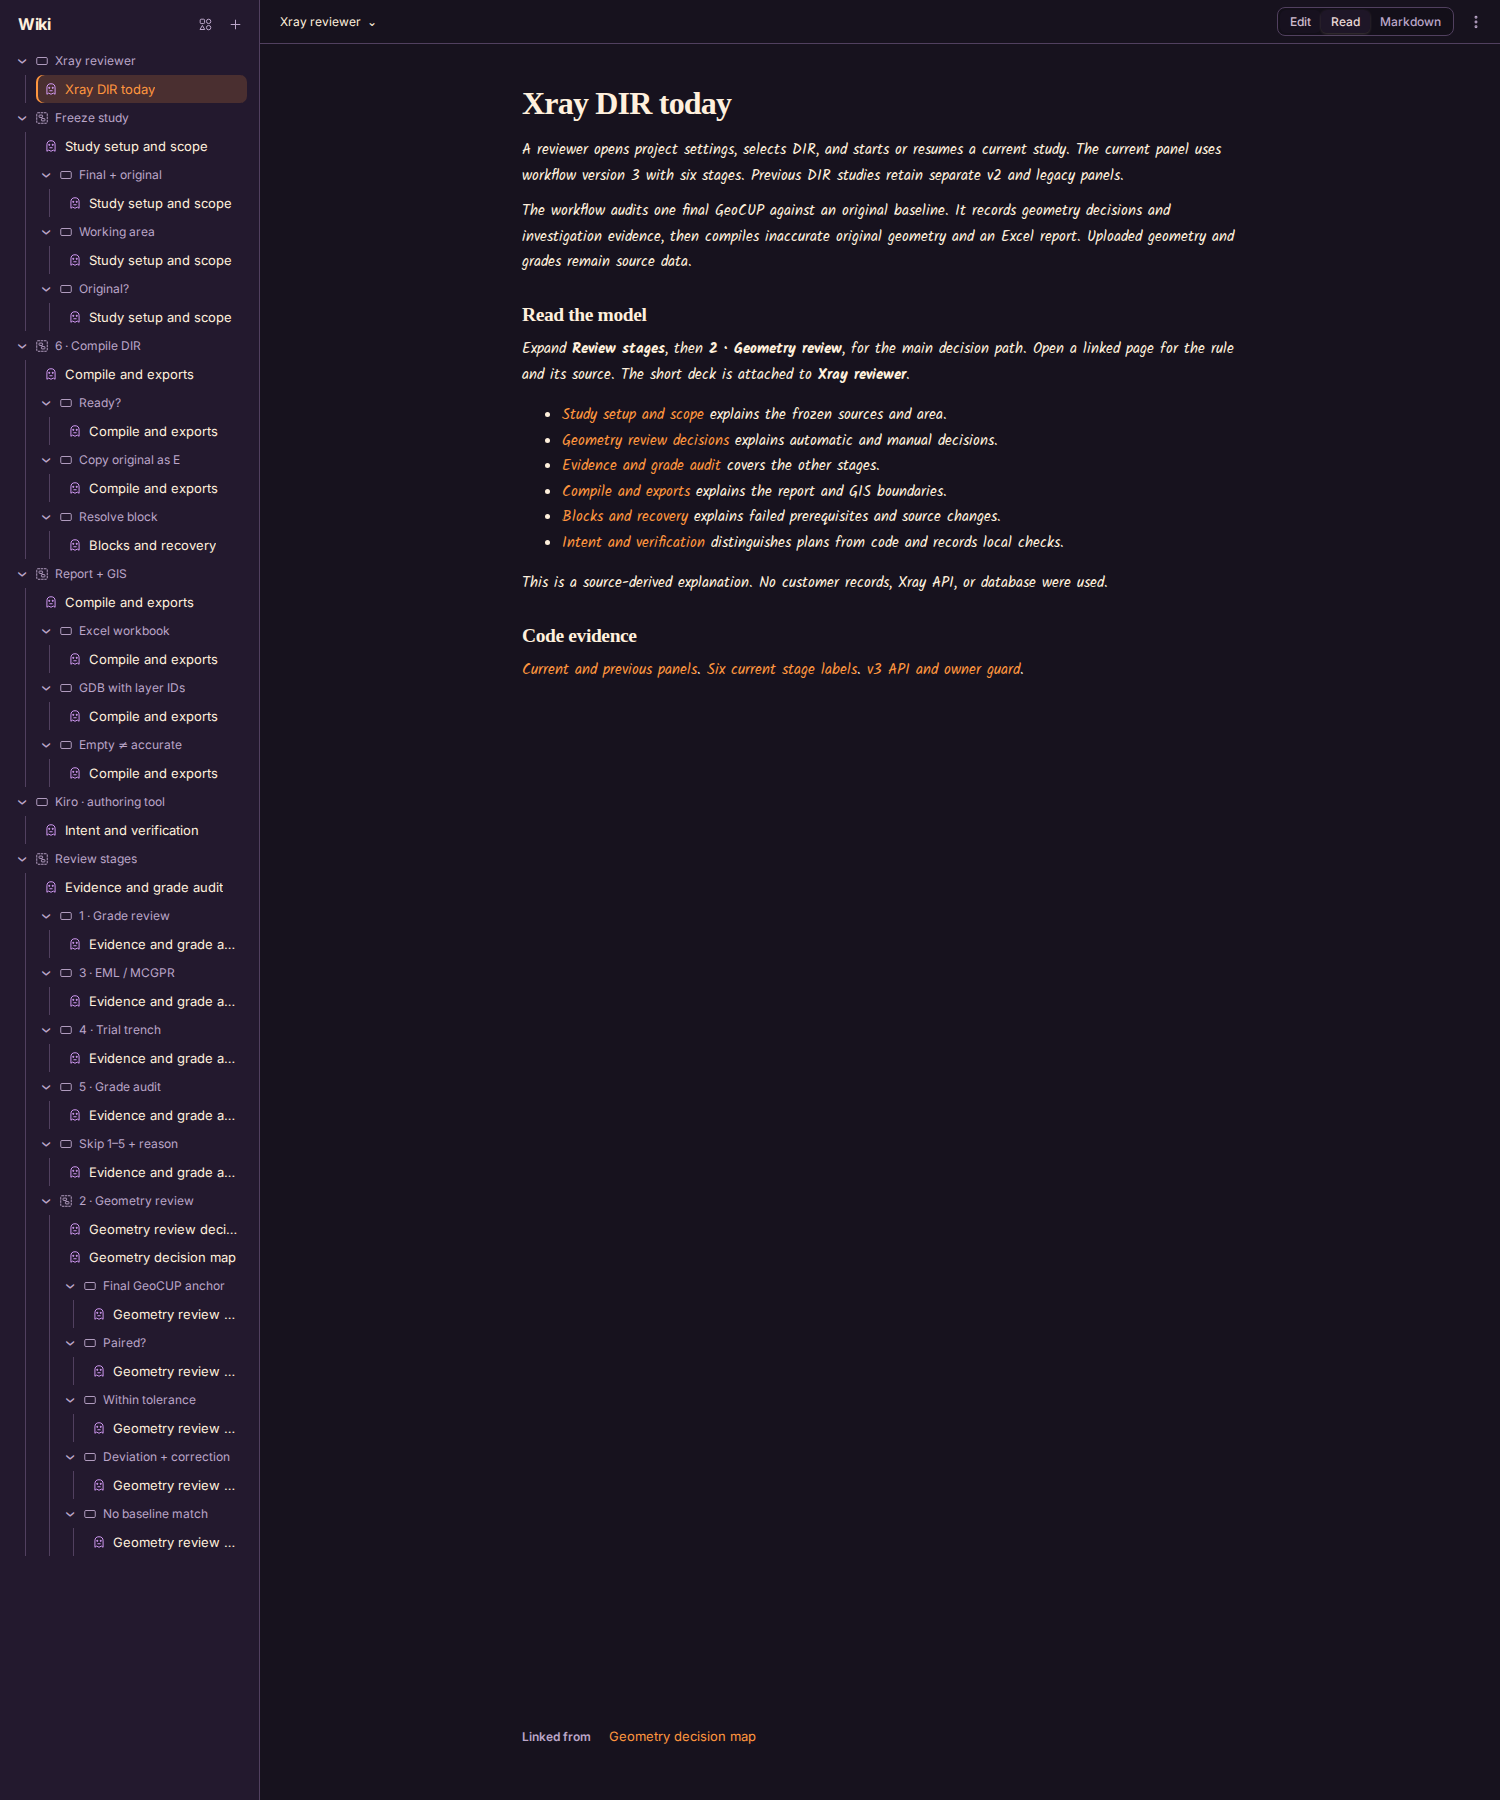 Wiki
Xray reviewer
Xray DIR today
Freeze study
Study setup and scope
Final + original
Study setup and scope
Working area
Study setup and scope
Original?
Study setup and scope
6 · Compile DIR
Compile and exports
Ready?
Compile and exports
Copy original as E
Compile and exports
Resolve block
Blocks and recovery
Report + GIS
Compile and exports
Excel workbook
Compile and exports
GDB with layer IDs
Compile and exports
Empty ≠ accurate
Compile and exports
Kiro · authoring tool
Intent and verification
Review stages
Evidence and grade audit
1 · Grade review
Evidence and grade a...
3 · EML / MCGPR
Evidence and grade a...
4 · Trial trench
Evidence and grade a...
5 · Grade audit
Evidence and grade a...
Skip 1–5 + reason
Evidence and grade a...
2 · Geometry review
Geometry review deci...
Geometry decision map
Final GeoCUP anchor
Geometry review ...
Paired?
Geometry review ...
Within tolerance
Geometry review ...
Deviation + correction
Geometry review ...
No baseline match
Geometry review ...
Xray reviewer
Edit Read Markdown
Xray DIR today
A reviewer opens project settings, selects DIR, and starts or resumes a current study. The current panel uses
workflow version 3 with six stages. Previous DIR studies retain separate v2 and legacy panels.
The workflow audits one final GeoCUP against an original baseline. It records geometry decisions and
investigation evidence, then compiles inaccurate original geometry and an Excel report. Uploaded geometry and
grades remain source data.
Read the model
Expand Review stages, then 2 · Geometry review, for the main decision path. Open a linked page for the rule
and its source. The short deck is attached to Xray reviewer.
• Study setup and scope explains the frozen sources and area.
• Geometry review decisions explains automatic and manual decisions.
• Evidence and grade audit covers the other stages.
• Compile and exports explains the report and GIS boundaries.
• Blocks and recovery explains failed prerequisites and source changes.
• Intent and verification distinguishes plans from code and records local checks.
This is a source-derived explanation. No customer records, Xray API, or database were used.
Code evidence
Current and previous panels. Six current stage labels. v3 API and owner guard.
Linked from Geometry decision map